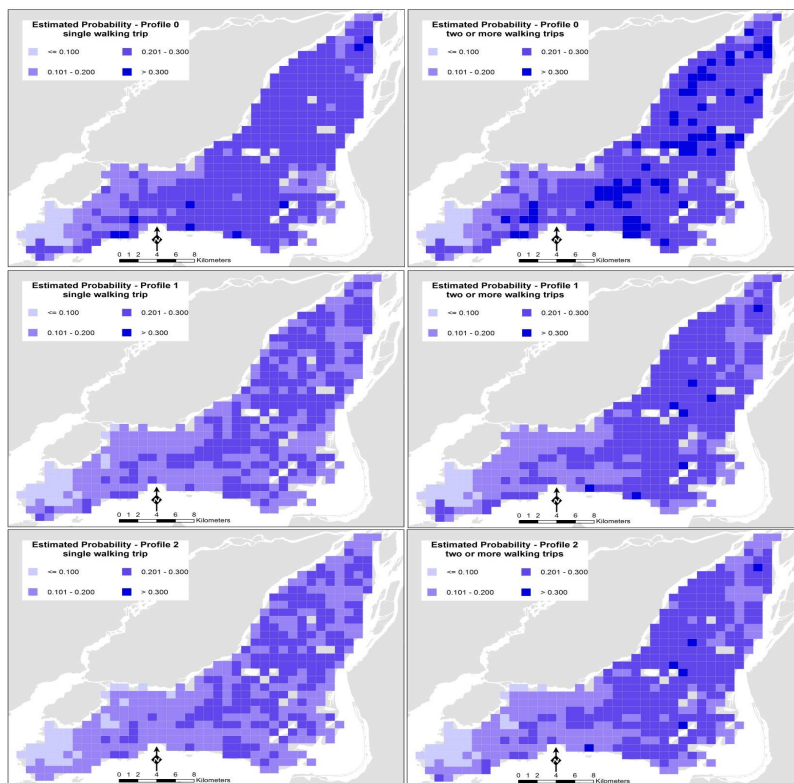 Estimated Probability - Profile 0
single walking trip
<= 0.100 0.201 - 0.300
0.101 - 0.200 > 0.300
N
0 1 2 4 6 8
Kilometers
Estimated Probability - Profile 0
two or more walking trips
<= 0.100 0.201 - 0.300
0.101 - 0.200 > 0.300
N
0 1 2 4 6 8
Kilometers
Estimated Probability - Profile 1
single walking trip
<= 0.100 0.201 - 0.300
0.101 - 0.200 > 0.300
N
0 1 2 4 6 8
Kilometers
Estimated Probability - Profile 1
two or more walking trips
<= 0.100 0.201 - 0.300
0.101 - 0.200 > 0.300
N
0 1 2 4 6 8
Kilometers
Estimated Probability - Profile 2
single walking trip
<= 0.100 0.201 - 0.300
0.101 - 0.200 > 0.300
N
0 1 2 4 6 8
Kilometers
Estimated Probability - Profile 2
two or more walking trips
<= 0.100 0.201 - 0.300
0.101 - 0.200 > 0.300
N
0 1 2 4 6 8
Kilometers